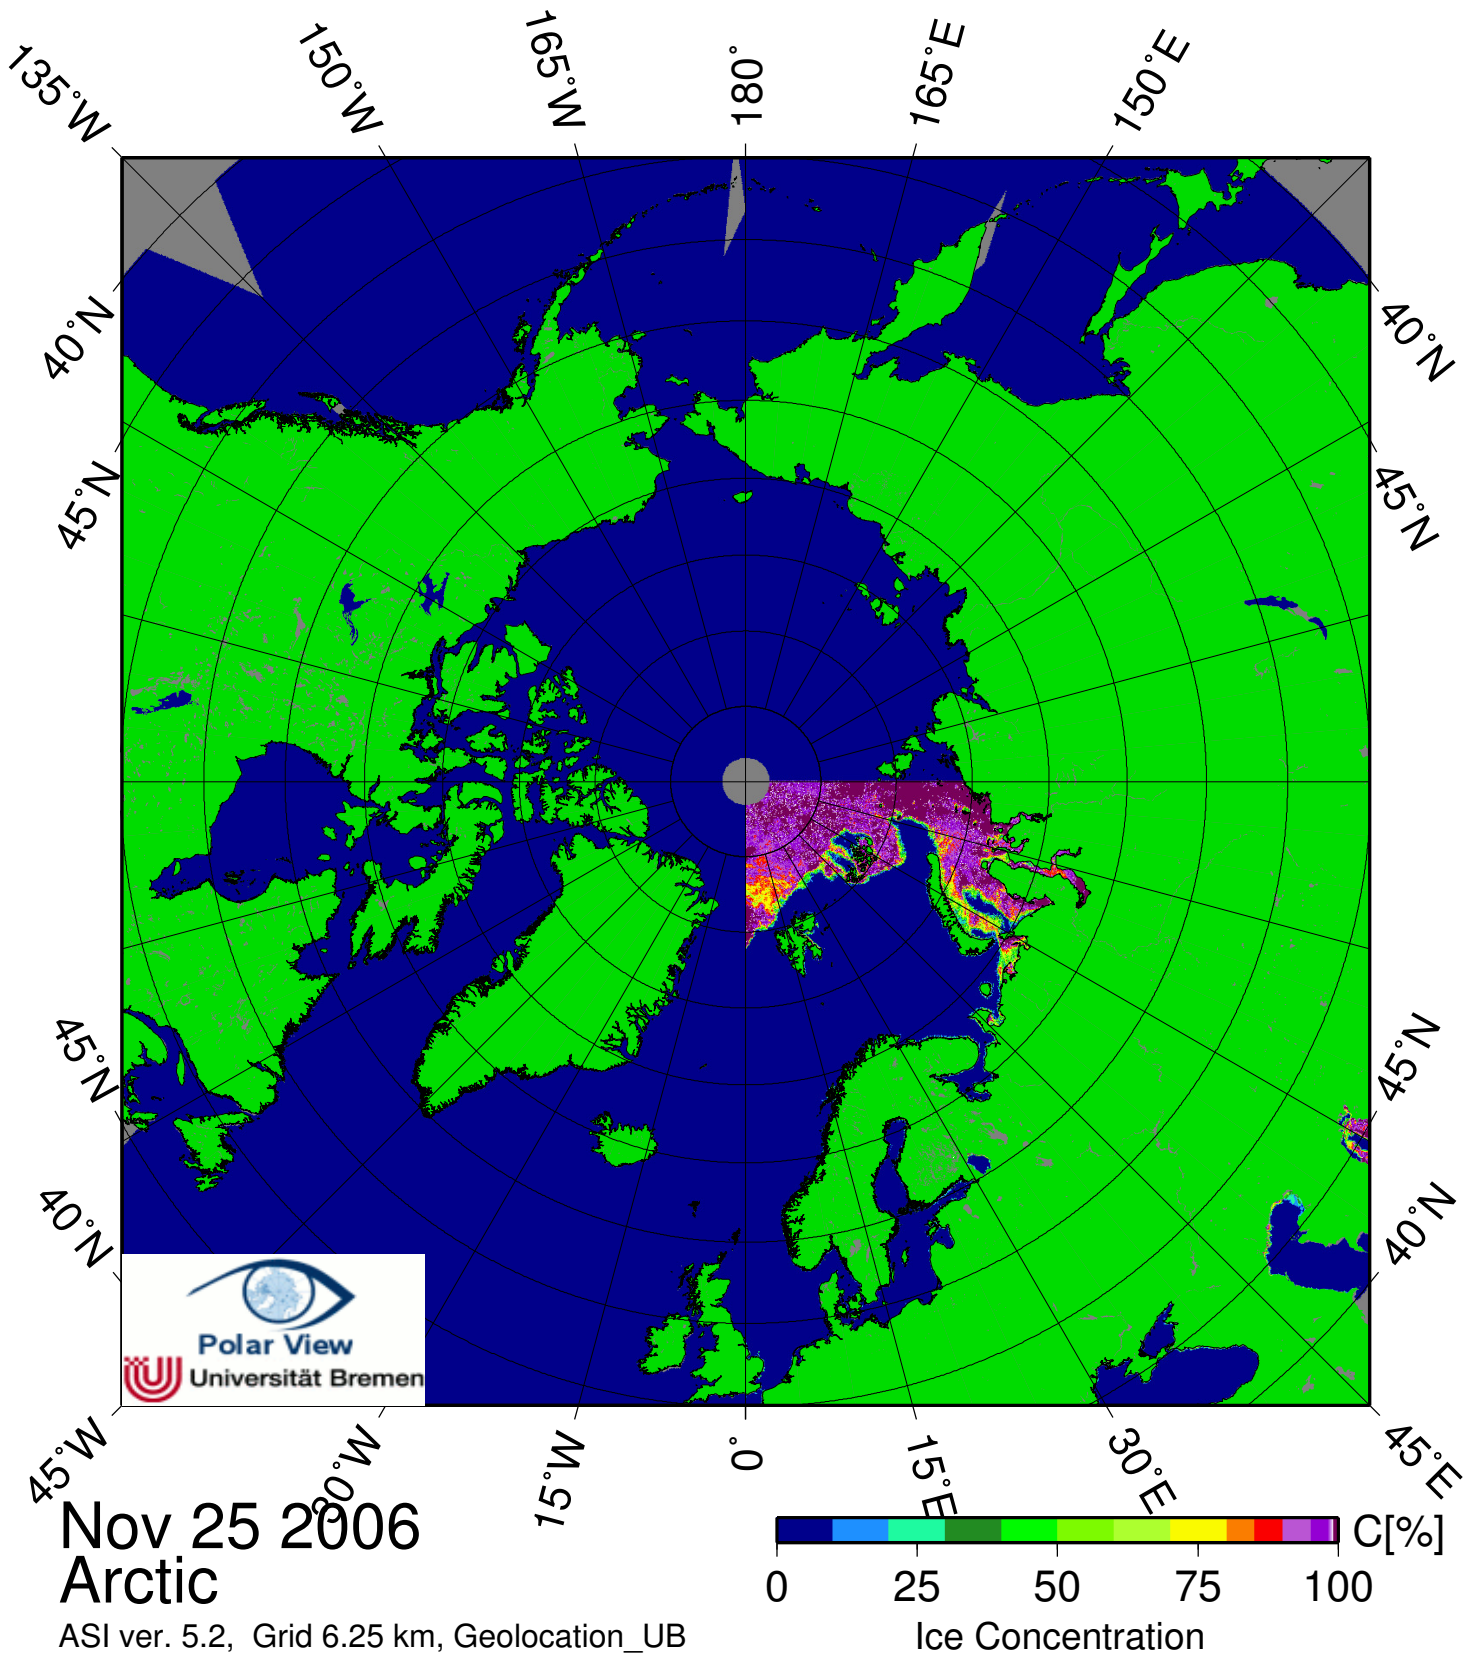 135°W
150°W
165°W
180°
165°E
150°E
40°N
40°N
45°N
45°N
45°N
45°N
40°N
40°N
Polar View
Universität Bremen
45°W
30°W
15°W
0°
15°E
30°E
45°E
Nov 25 2006
Arctic
ASI ver. 5.2, Grid 6.25 km, Geolocation_UB
C[%]
0 25 50 75 100
Ice Concentration